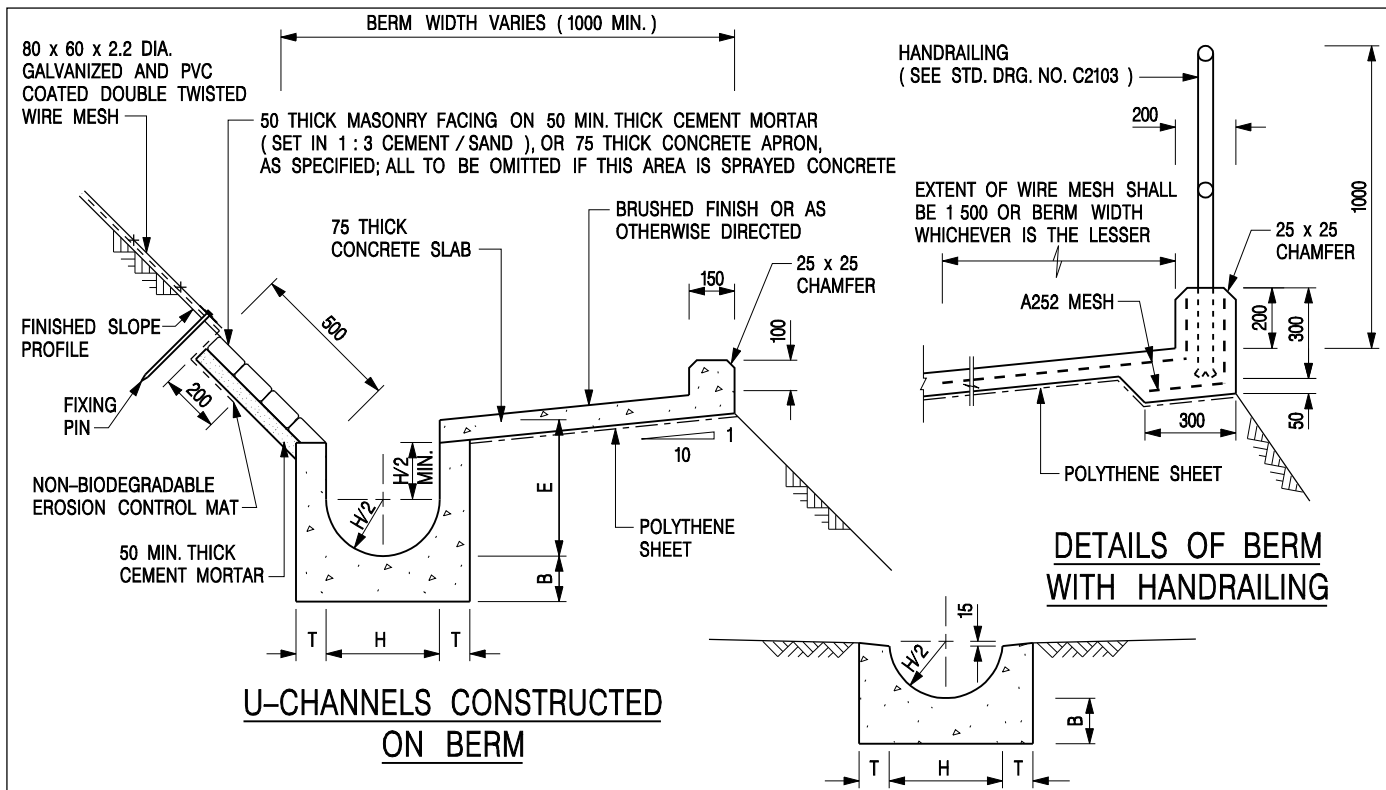 BERM WIDTH VARIES ( 1000 MIN. )
80 x 60 x 2.2 DIA.
GALVANIZED AND PVC
COATED DOUBLE TWISTED
WIRE MESH
50 THICK MASONRY FACING ON 50 MIN. THICK CEMENT MORTAR
( SET IN 1 : 3 CEMENT / SAND ), OR 75 THICK CONCRETE APRON,
AS SPECIFIED; ALL TO BE OMITTED IF THIS AREA IS SPRAYED CONCRETE
75 THICK
CONCRETE SLAB
BRUSHED FINISH OR AS
OTHERWISE DIRECTED
25 x 25
CHAMFER
150
100
500
FINISHED SLOPE
PROFILE
200
FIXING
PIN
NON-BIODEGRADABLE
EROSION CONTROL MAT
50 MIN. THICK
CEMENT MORTAR
H/2
MIN.
H/2
E
B
1
10
POLYTHENE
SHEET
T
H
T
U-CHANNELS CONSTRUCTED
ON BERM
HANDRAILING
( SEE STD. DRG. NO. C2103 )
200
1000
EXTENT OF WIRE MESH SHALL
BE 1 500 OR BERM WIDTH
WHICHEVER IS THE LESSER
25 x 25
CHAMFER
A252 MESH
200
300
50
300
POLYTHENE SHEET
DETAILS OF BERM
WITH HANDRAILING
15
H/2
B
T
H
T